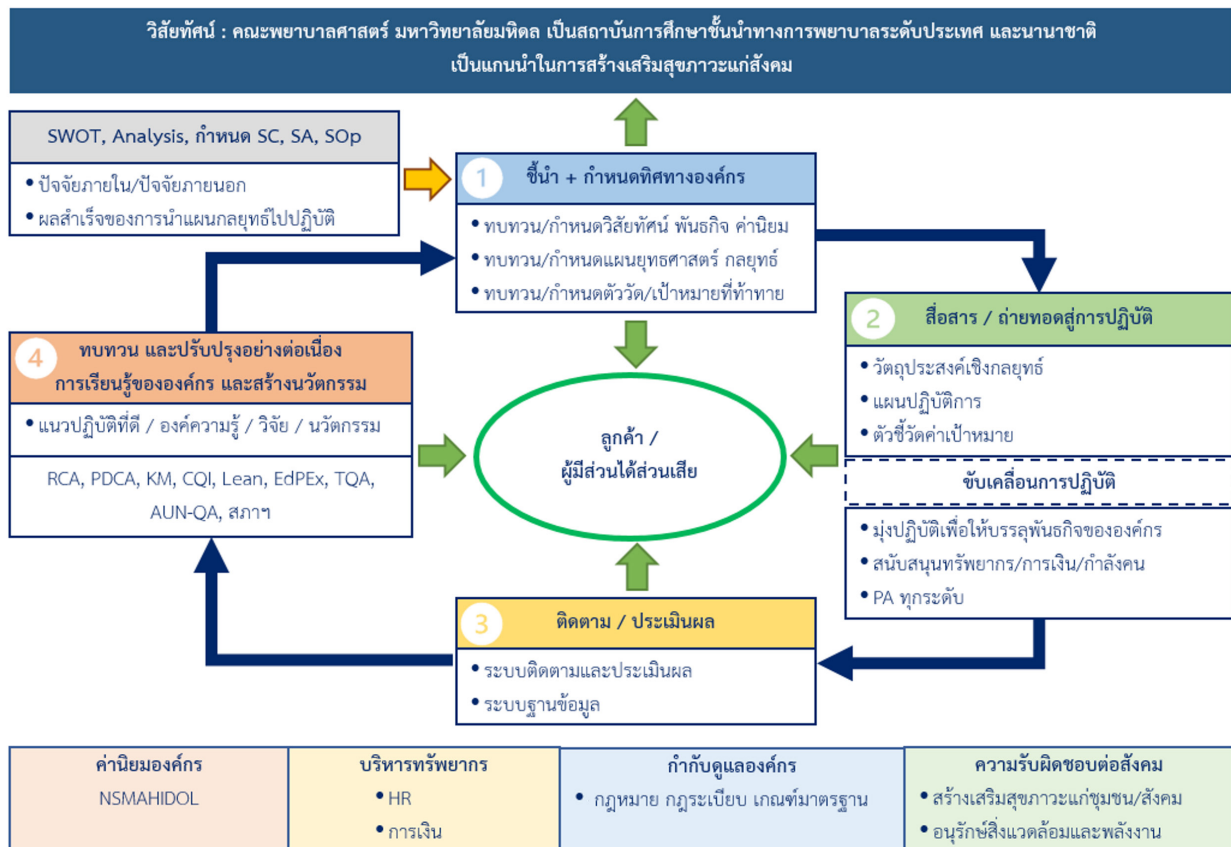 วิสัยทัศน์ : คณะพยาบาลศาสตร์ มหาวิทยาลัยมหิดล เป็นสถาบันการศึกษาชั้นนำทางการพยาบาลระดับประเทศ และนานาชาติ
เป็นแกนนำในการสร้างเสริมสุขภาวะแก่สังคม
SWOT, Analysis, กำหนด SC, SA, SOp
• ปัจจัยภายใน/ปัจจัยภายนอก
• ผลสำเร็จของการนำแผนกลยุทธ์ไปปฏิบัติ
1 ชี้นำ + กำหนดทิศทางองค์กร
• ทบทวน/กำหนดวิสัยทัศน์ พันธกิจ ค่านิยม
• ทบทวน/กำหนดแผนยุทธศาสตร์ กลยุทธ์
• ทบทวน/กำหนดตัววัด/เป้าหมายที่ท้าทาย
2 สื่อสาร / ถ่ายทอดสู่การปฏิบัติ
• วัตถุประสงค์เชิงกลยุทธ์
• แผนปฏิบัติการ
• ตัวชี้วัดค่าเป้าหมาย
ขับเคลื่อนการปฏิบัติ
• มุ่งปฏิบัติเพื่อให้บรรลุพันธกิจขององค์กร
• สนับสนุนทรัพยากร/การเงิน/กำลังคน
• PA ทุกระดับ
3 ติดตาม / ประเมินผล
• ระบบติดตามและประเมินผล
• ระบบฐานข้อมูล
4 ทบทวน และปรับปรุงอย่างต่อเนื่อง
การเรียนรู้ขององค์กร และสร้างนวัตกรรม
• แนวปฏิบัติที่ดี / องค์ความรู้ / วิจัย / นวัตกรรม
RCA, PDCA, KM, CQI, Lean, EdPEx, TQA,
AUN-QA, สภาฯ
ลูกค้า /
ผู้มีส่วนได้ส่วนเสีย
ค่านิยมองค์กร
NSMAHIDOL
บริหารทรัพยากร
• HR
• การเงิน
กำกับดูแลองค์กร
• กฎหมาย กฎระเบียบ เกณฑ์มาตรฐาน
ความรับผิดชอบต่อสังคม
• สร้างเสริมสุขภาวะแก่ชุมชน/สังคม
• อนุรักษ์สิ่งแวดล้อมและพลังงาน